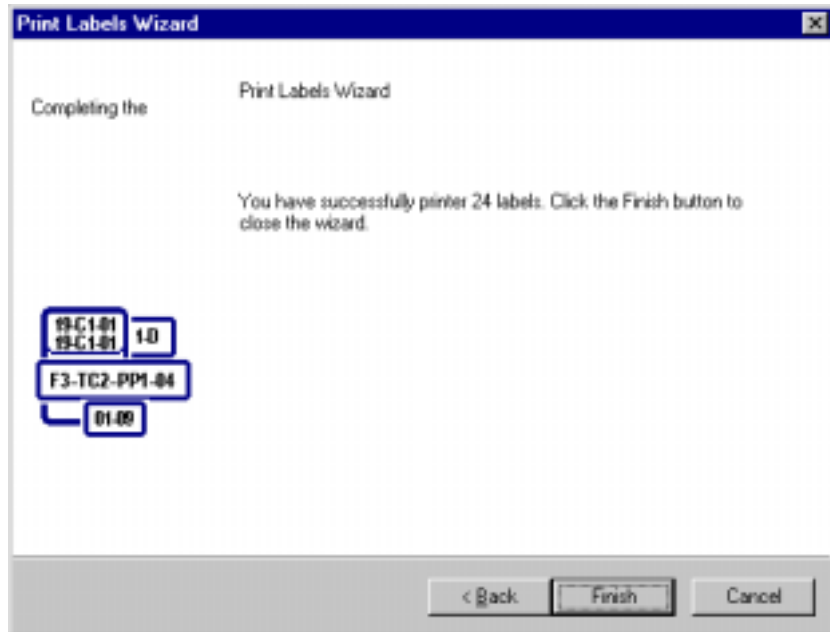 Print Labels Wizard
Completing the
Print Labels Wizard
You have successfully printer 24 labels. Click the Finish button to
close the wizard.
19-C1-01
19-C1-01
1-D
F3-TC2-PP1-04
01-09
< Back
Finish
Cancel